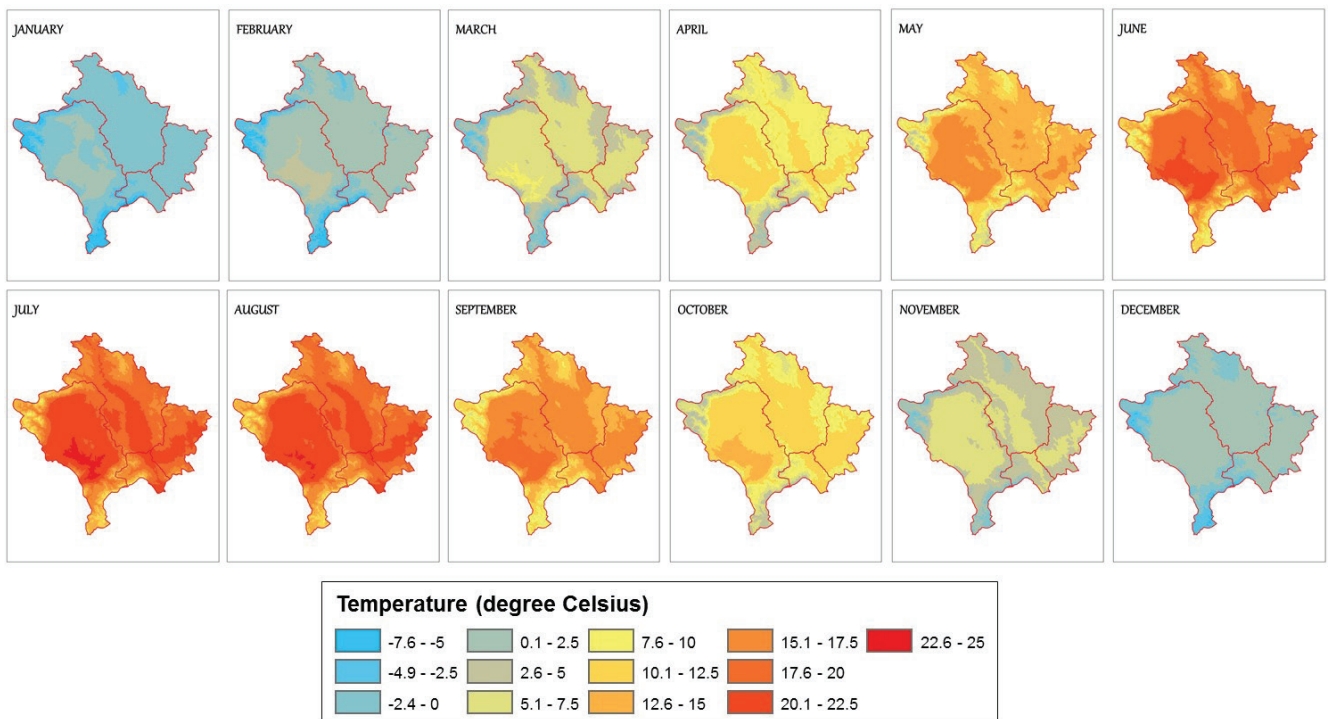 JANUARY
FEBRUARY
MARCH
APRIL
MAY
JUNE
JULY
AUGUST
SEPTEMBER
OCTOBER
NOVEMBER
DECEMBER
Temperature (degree Celsius)
-7.6 - -5 0.1 - 2.5 7.6 - 10 15.1 - 17.5 22.6 - 25
-4.9 - -2.5 2.6 - 5 10.1 - 12.5 17.6 - 20
-2.4 - 0 5.1 - 7.5 12.6 - 15 20.1 - 22.5